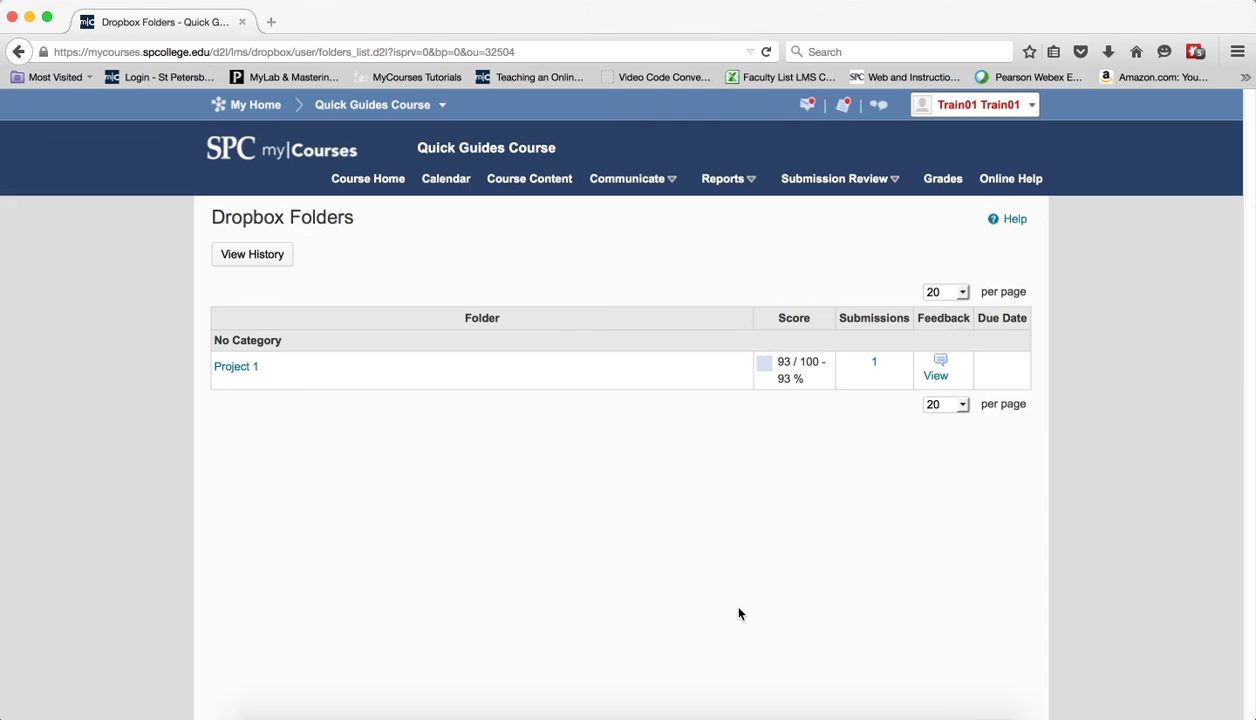 Dropbox Folders - Quick G...
https://mycourses.spcollege.edu/d2l/lms/dropbox/user/folders_list.d2l?isprv=0&bp=0&ou=32504
Search
5
Most Visited
m|c Login - St Petersb...
P MyLab & Masterin...
MyCourses Tutorials
m|c Teaching an Onlin...
Video Code Conve...
Faculty List LMS C...
SPC Web and Instructio...
Pearson Webex E...
a Amazon.com: You...
My Home
Quick Guides Course
Train01 Train01
SPC my|Courses
Quick Guides Course
Course Home
Calendar
Course Content
Communicate
Reports
Submission Review
Grades
Online Help
Dropbox Folders
Help
View History
20 per page
Folder Score Submissions Feedback Due Date
No Category
Project 1
93 / 100 -
93 %
1
View
20 per page